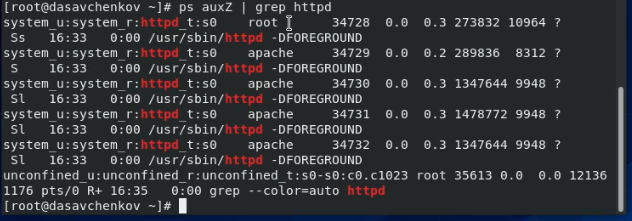 [root@dasavchenkov ~]# ps auxZ | grep httpd
system_u:system_r:httpd_t:s0    root       34728  0.0  0.3 273832 10964 ?
 Ss   16:33   0:00 /usr/sbin/httpd -DFOREGROUND
system_u:system_r:httpd_t:s0    apache     34729  0.0  0.2 289836  8312 ?
 S    16:33   0:00 /usr/sbin/httpd -DFOREGROUND
system_u:system_r:httpd_t:s0    apache     34730  0.0  0.3 1347644 9948 ?
 Sl   16:33   0:00 /usr/sbin/httpd -DFOREGROUND
system_u:system_r:httpd_t:s0    apache     34731  0.0  0.3 1478772 9948 ?
 Sl   16:33   0:00 /usr/sbin/httpd -DFOREGROUND
system_u:system_r:httpd_t:s0    apache     34732  0.0  0.3 1347644 9948 ?
 Sl   16:33   0:00 /usr/sbin/httpd -DFOREGROUND
unconfined_u:unconfined_r:unconfined_t:s0-s0:c0.c1023 root 35613 0.0  0.0 12136
1176 pts/0 R+ 16:35   0:00 grep --color=auto httpd
[root@dasavchenkov ~]#